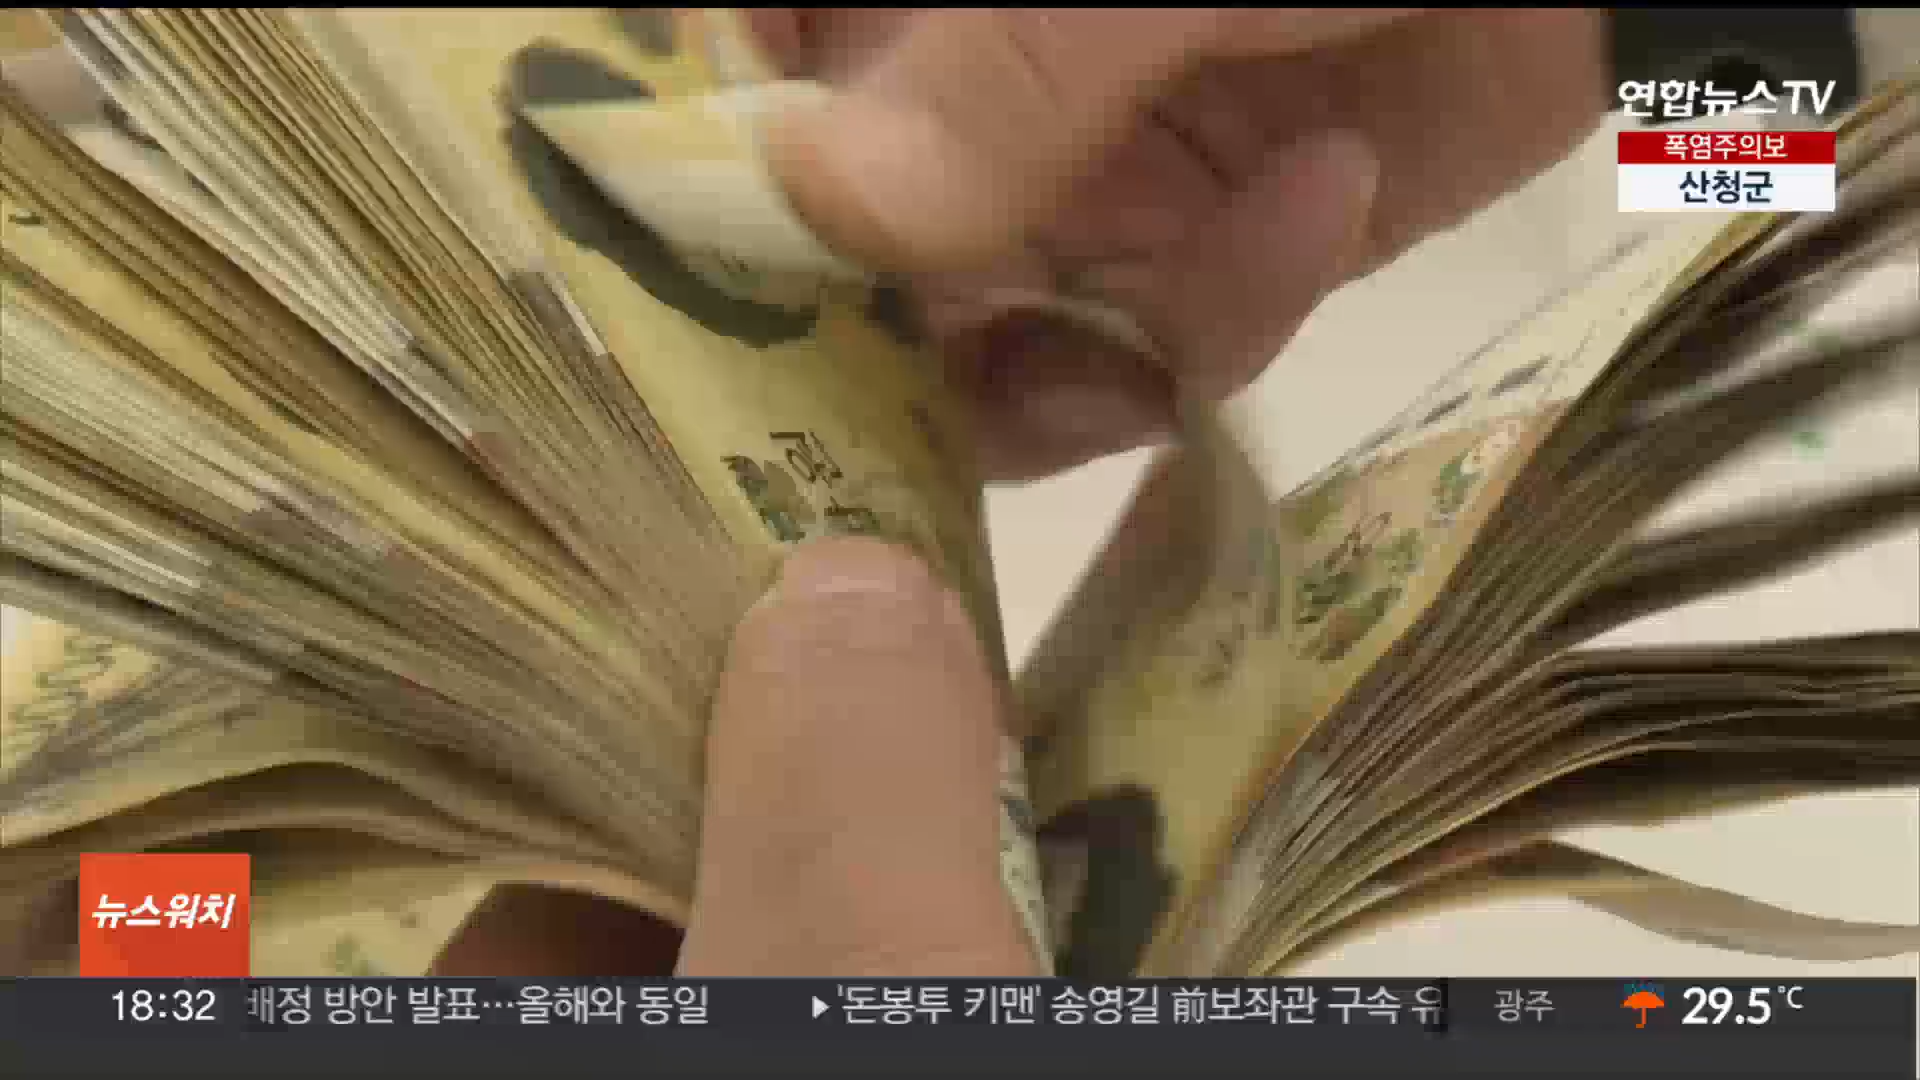 연합뉴스TV
폭염주의보
산청군
뉴스워치
18:32 배정 방안 발표…올해와 동일 ▶'돈봉투 키맨' 송영길 前보좌관 구속 유 광주 29.5℃